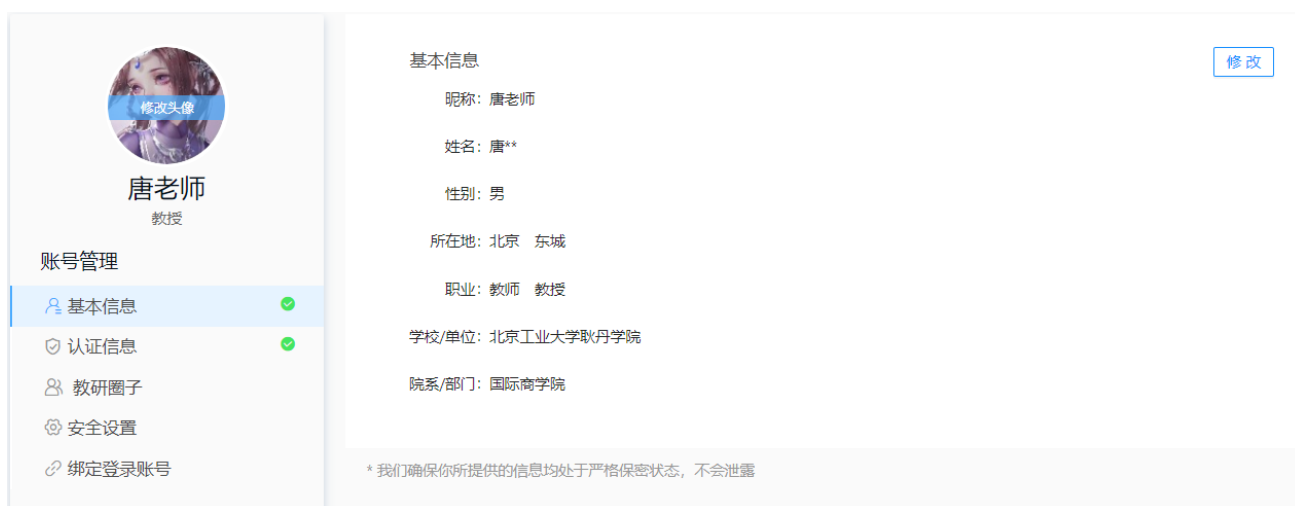 修改头像
唐老师
教授
账号管理
基本信息
认证信息
教研圈子
安全设置
绑定登录账号
基本信息
修改
昵称：唐老师
姓名：唐**
性别：男
所在地：北京 东城
职业：教师 教授
学校/单位：北京工业大学耿丹学院
院系/部门：国际商学院
* 我们确保你所提供的信息均处于严格保密状态，不会泄露